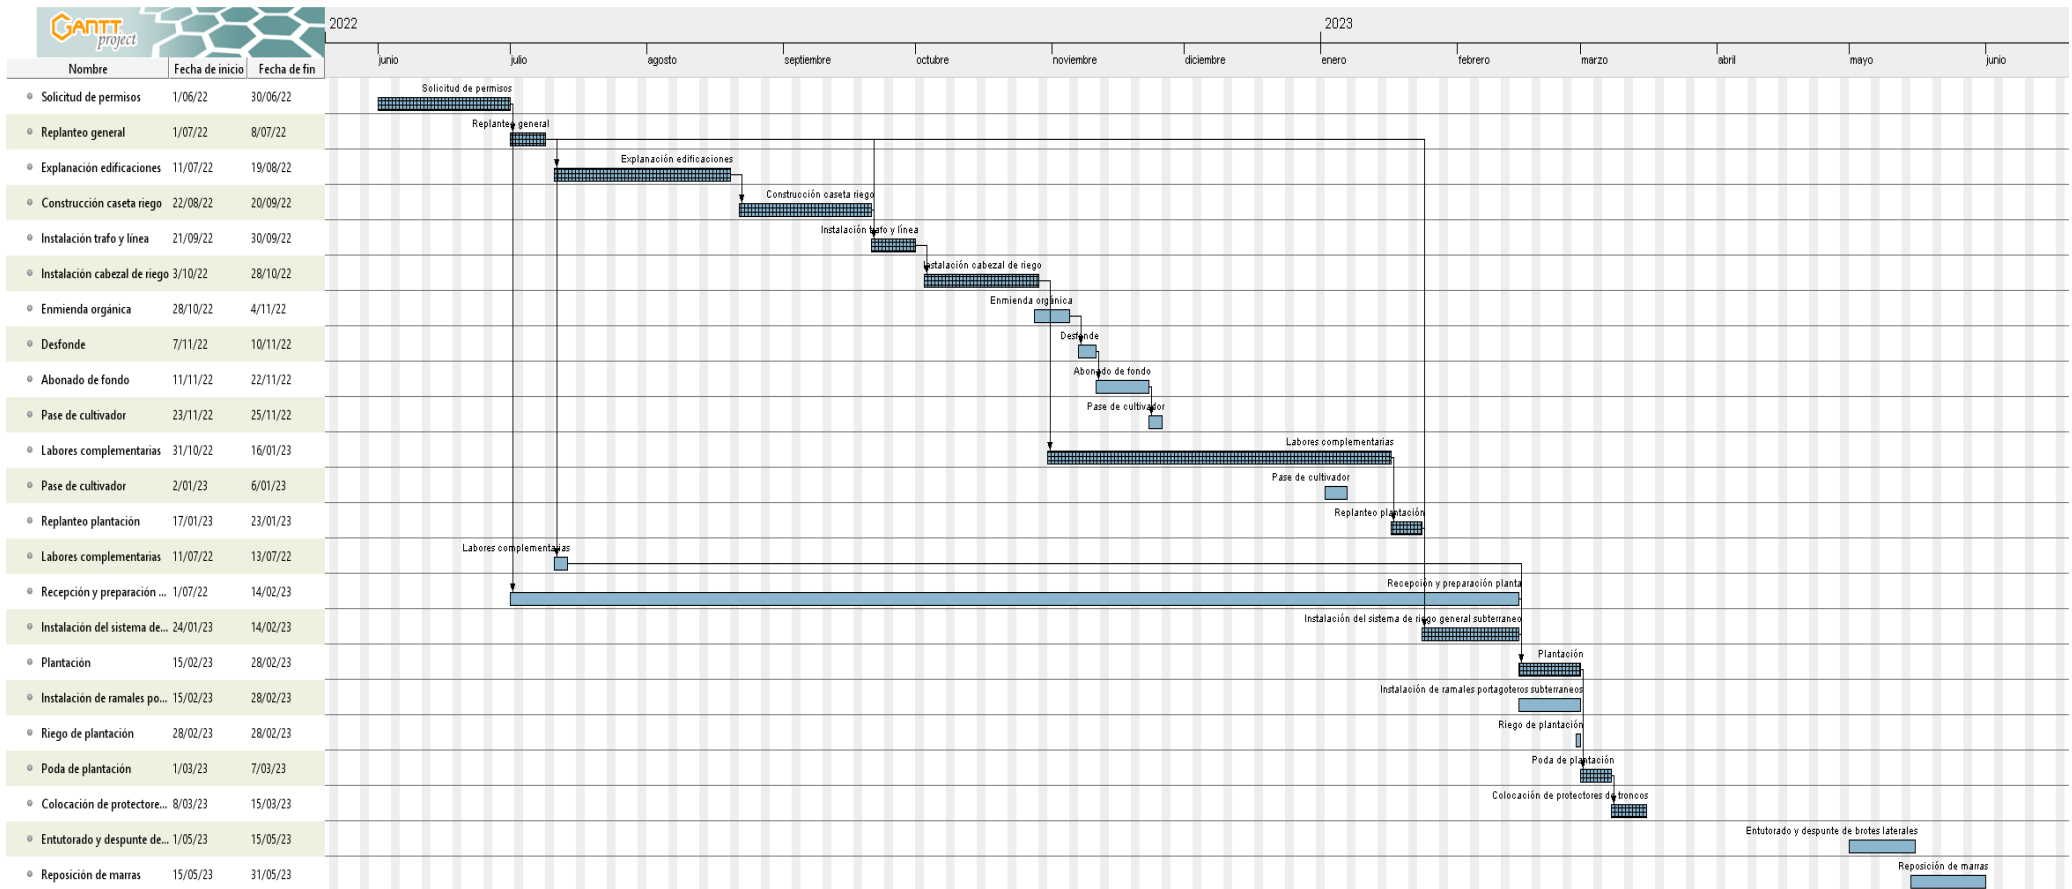 GANTT project
2022
2023
junio julio agosto septiembre octubre noviembre diciembre enero febrero marzo abril mayo junio
Nombre Fecha de inicio Fecha de fin
Solicitud de permisos 1/06/22 30/06/22
Replanteo general 1/07/22 8/07/22
Explanación edificaciones 11/07/22 19/08/22
Construcción caseta riego 22/08/22 20/09/22
Instalación trafo y línea 21/09/22 30/09/22
Instalación cabezal de riego 3/10/22 28/10/22
Enmienda orgánica 28/10/22 4/11/22
Desfonde 7/11/22 10/11/22
Abonado de fondo 11/11/22 22/11/22
Pase de cultivador 23/11/22 25/11/22
Labores complementarias 31/10/22 16/01/23
Pase de cultivador 2/01/23 6/01/23
Replanteo plantación 17/01/23 23/01/23
Labores complementarias 11/07/22 13/07/22
Recepción y preparación ... 1/07/22 14/02/23
Instalación del sistema de... 24/01/23 14/02/23
Plantación 15/02/23 28/02/23
Instalación de ramales po... 15/02/23 28/02/23
Riego de plantación 28/02/23 28/02/23
Poda de plantación 1/03/23 7/03/23
Colocación de protectore... 8/03/23 15/03/23
Entutorado y despunte de... 1/05/23 15/05/23
Reposición de marras 15/05/23 31/05/23
Solicitud de permisos
Replanteo general
Explanación edificaciones
Construcción caseta riego
Instalación trafo y línea
Instalación cabezal de riego
Enmienda orgánica
Desfonde
Abonado de fondo
Pase de cultivador
Labores complementarias
Pase de cultivador
Replanteo plantación
Labores complementarias
Recepción y preparación planta
Instalación del sistema de riego general subterraneo
Plantación
Instalación de ramales portagoteros subterraneos
Riego de plantación
Poda de plantación
Colocación de protectores de troncos
Entutorado y despunte de brotes laterales
Reposición de marras